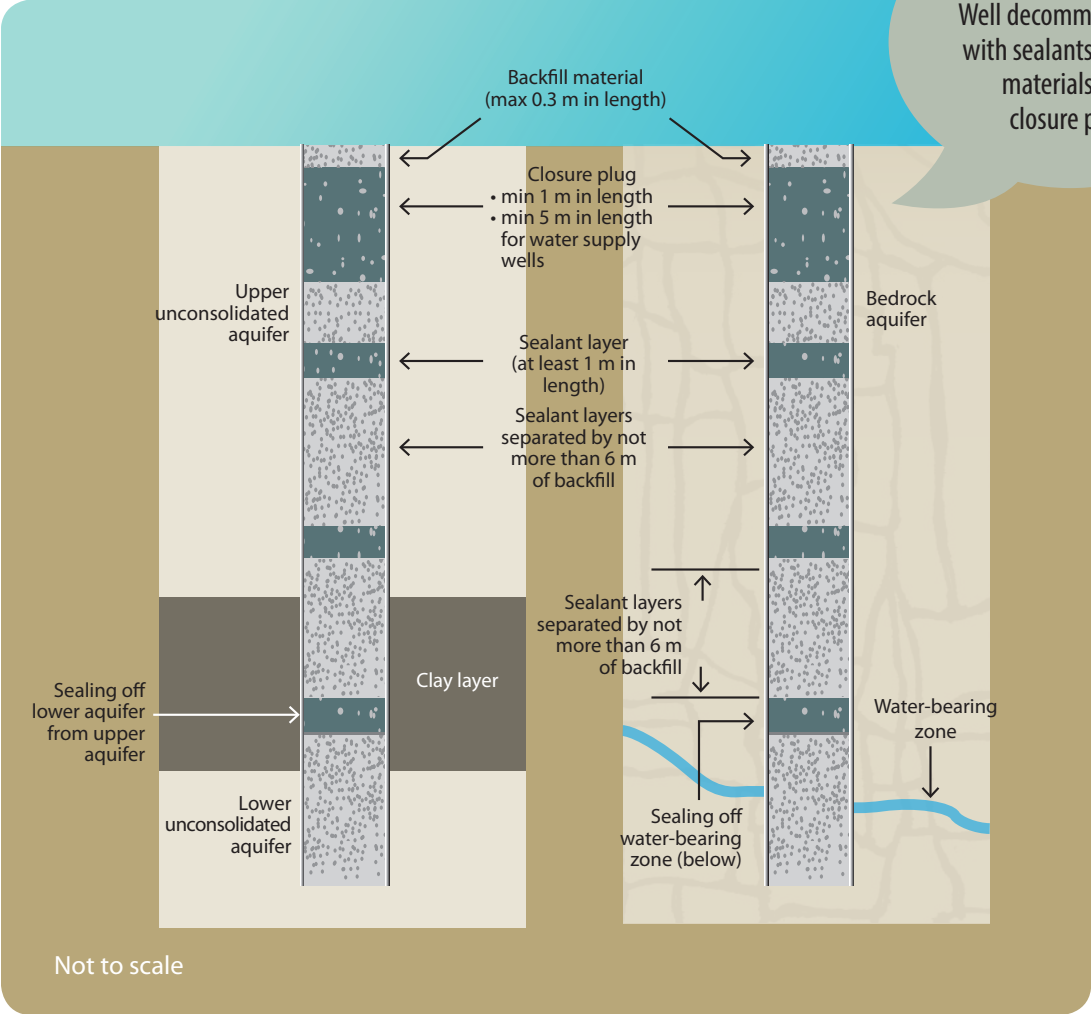 Well decomm
with sealants
materials
closure p
Backfill material
(max 0.3 m in length)
Closure plug
• min 1 m in length
• min 5 m in length
for water supply
wells
Upper
unconsolidated
aquifer
Bedrock
aquifer
Sealant layer
(at least 1 m in
length)
Sealant layers
separated by not
more than 6 m
of backfill
Sealant layers
separated by not
more than 6 m
of backfill
Clay layer
Sealing off
lower aquifer
from upper
aquifer
Water-bearing
zone
Lower
unconsolidated
aquifer
Sealing off
water-bearing
zone (below)
Not to scale